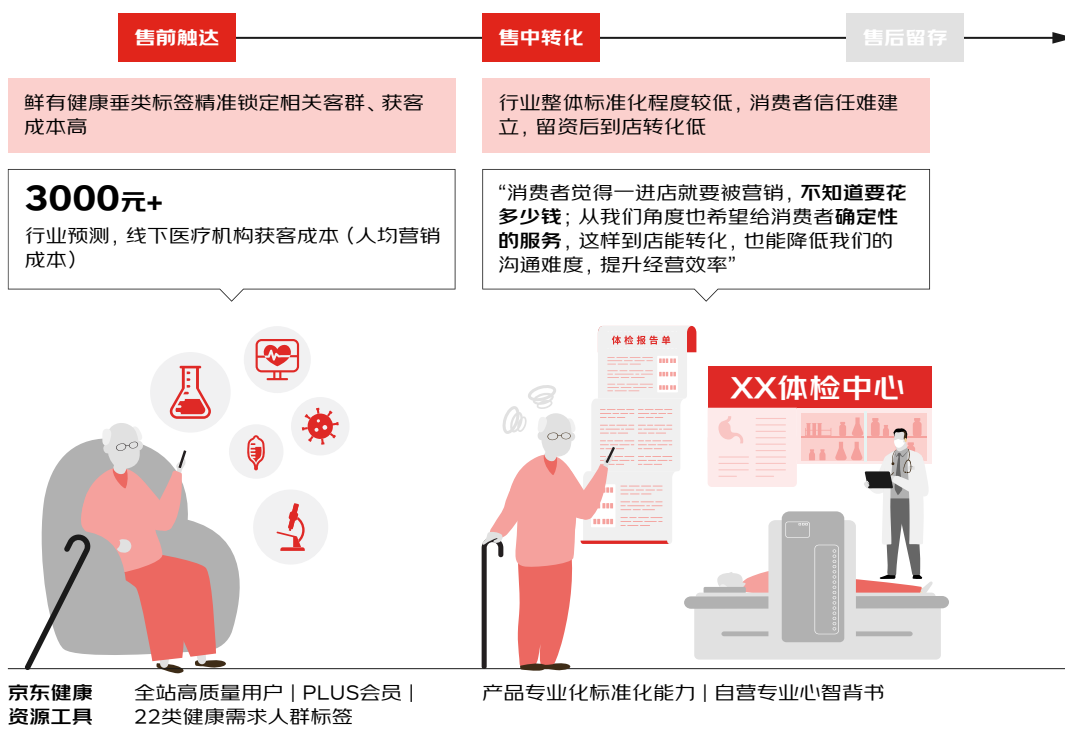 售前触达
售中转化
售后留存
鲜有健康垂类标签精准锁定相关客群、获客
成本高
行业整体标准化程度较低，消费者信任难建
立，留资后到店转化低
3000元+
行业预测，线下医疗机构获客成本（人均营销
成本）
“消费者觉得一进店就要被营销，不知道要花
多少钱；从我们角度也希望给消费者确定性
的服务，这样到店能转化，也能降低我们的
沟通难度，提升经营效率”
体检报告单
XX体检中心
京东健康
资源工具
全站高质量用户 | PLUS会员 |
22类健康需求人群标签
产品专业化标准化能力 | 自营专业心智背书